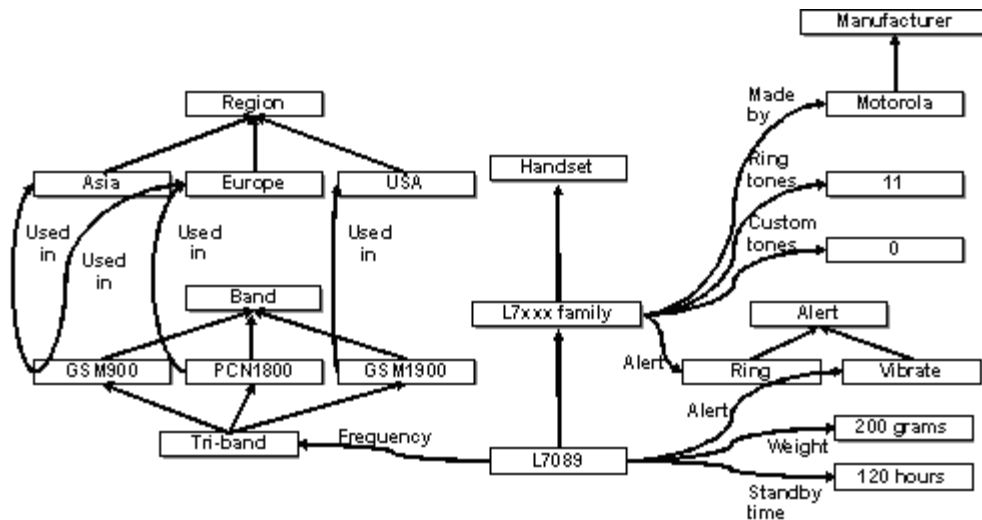 Manufacturer
Region
Made
by
Motorola
Handset
Ring
tones
Asia
Europe
USA
11
Used
in
Used
in
Used
in
Used
in
Custom
tones
0
Band
L7xxx family
Alert
GSM900
PCN1800
GSM1900
Alert
Ring
Vibrate
Alert
Tri-band
Frequency
L7089
200 grams
Weight
120 hours
Standby
time